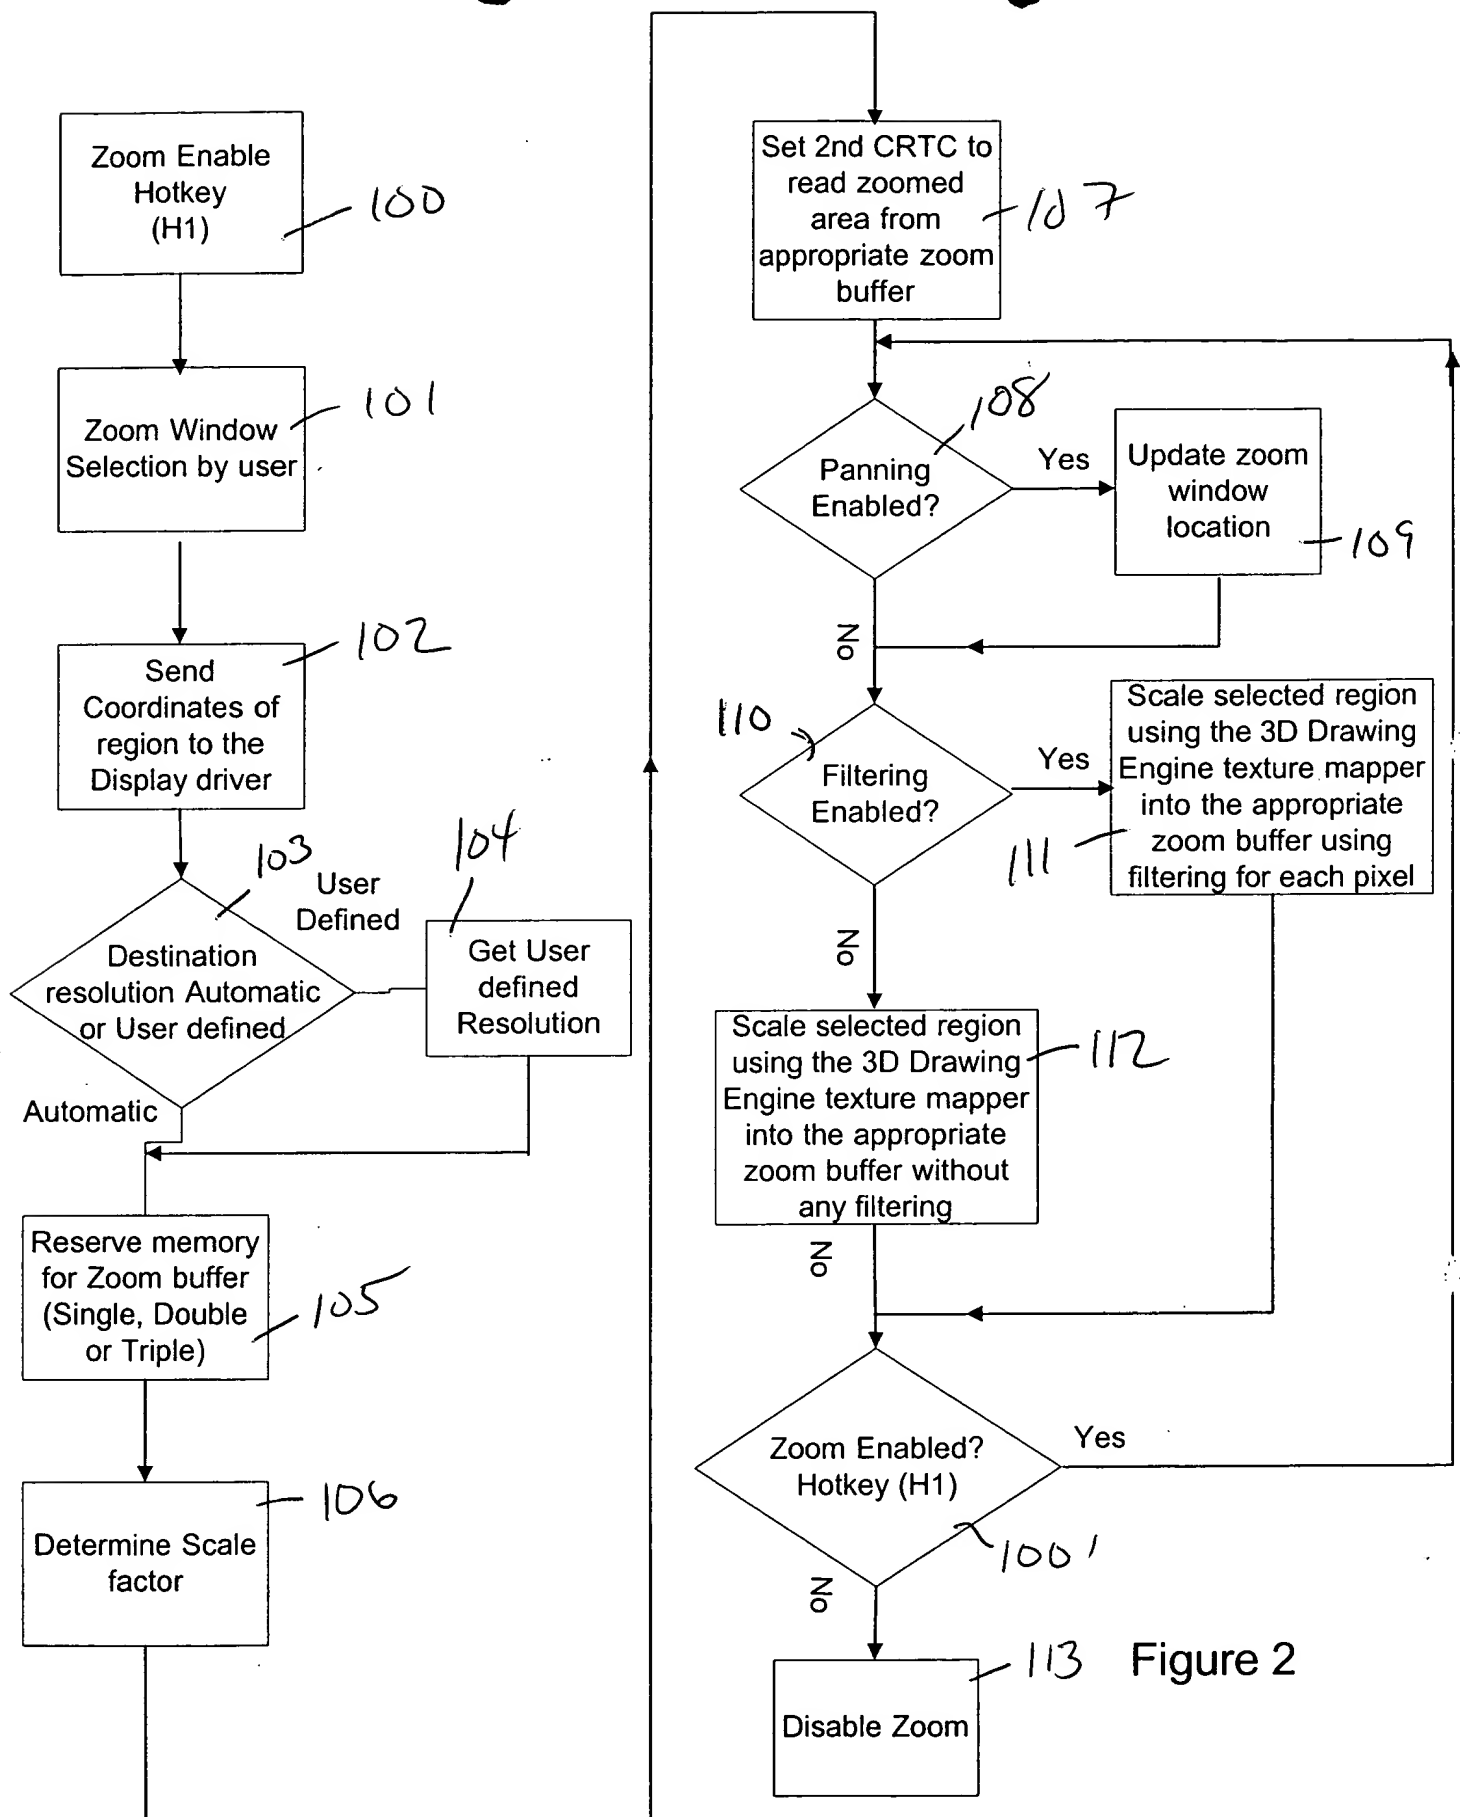 Zoom Enable
Hotkey
(H1)
100
Zoom Window
Selection by user
101
Send
Coordinates of
region to the
Display driver
102
103
User
Defined
Destination
resolution Automatic
or User defined
104
Get User
defined
Resolution
Automatic
Reserve memory
for Zoom buffer
(Single, Double
or Triple)
105
Determine Scale
factor
106
Set 2nd CRTC to
read zoomed
area from
appropriate zoom
buffer
107
108
Panning
Enabled?
Yes
Update zoom
window
location
109
No
110
Filtering
Enabled?
Yes
Scale selected region
using the 3D Drawing
Engine texture mapper
into the appropriate
zoom buffer using
filtering for each pixel
111
No
Scale selected region
using the 3D Drawing
Engine texture mapper
into the appropriate
zoom buffer without
any filtering
112
No
Zoom Enabled?
Hotkey (H1)
Yes
100'
No
Disable Zoom
113
Figure 2